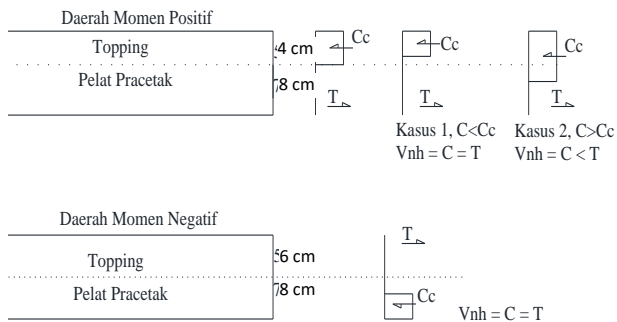 Daerah Momen Positif
Topping
4 cm
Cc
Cc
Cc
Pelat Pracetak
8 cm
T
T
T
Kasus 1, C<Cc
Vnh = C = T
Kasus 2, C>Cc
Vnh = C < T
Daerah Momen Negatif
T
Topping
6 cm
Pelat Pracetak
8 cm
Cc
Vnh = C = T